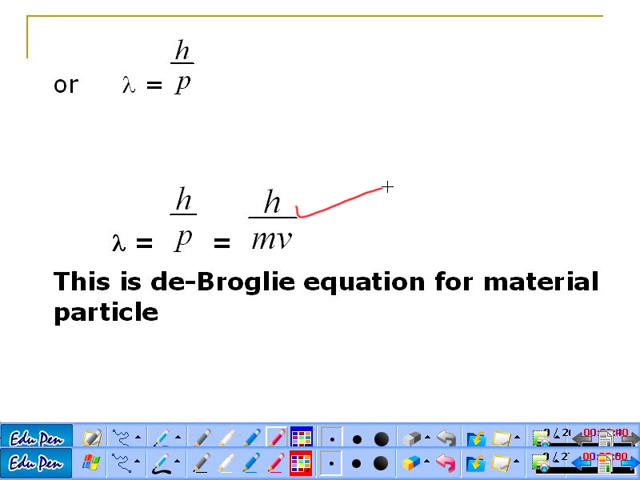 or λ = h/p
λ = h/p = h/mv
This is de-Broglie equation for material
particle
Edu Pen
Edu Pen